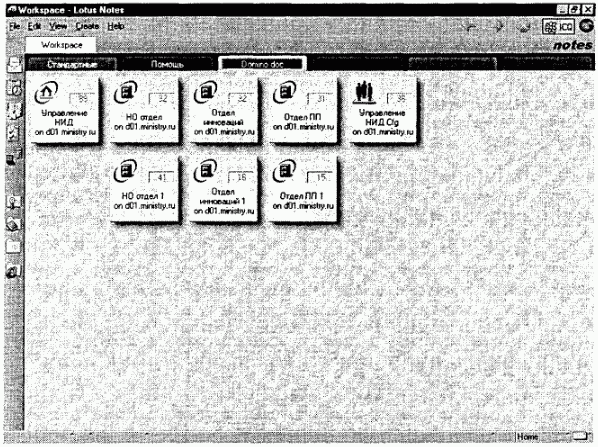 Workspace - Lotus Notes
File Edit View Create Help
ICQ
Workspace
notes
Стандартные Помощь Domino.doc
32 32 31 36
Управление НИД on d01.ministry.ru
НО отдел on d01.ministry.ru
Отдел инноваций on d01.ministry.ru
Отдел ПП on d01.ministry.ru
Управление НИД Cfg on d01.ministry.ru
41 16 15
НО отдел 1 on d01.ministry.ru
Отдел инноваций 1 on d01.ministry.ru
Отдел ПП 1 on d01.ministry.ru
Home